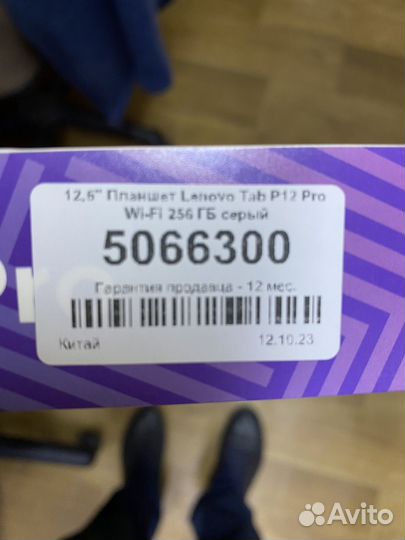 12,6" Планшет Lenovo Tab P12 Pro
Wi-Fi 256 ГБ серый
5066300
Pro
Гарантия продавца - 12 мес.
Китай 12.10.23
Avito